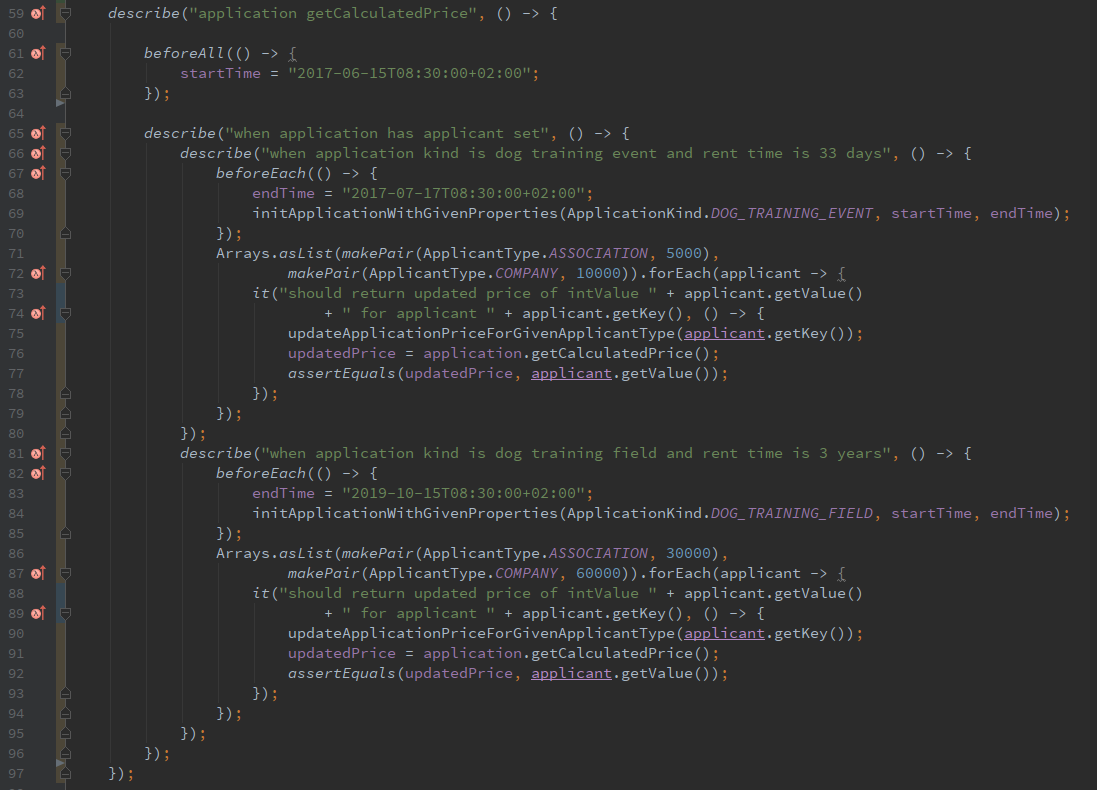 59 describe("application getCalculatedPrice", () -> {
60
61     beforeAll(() -> {
62         startTime = "2017-06-15T08:30:00+02:00";
63     });
64
65     describe("when application has applicant set", () -> {
66         describe("when application kind is dog training event and rent time is 33 days", () -> {
67             beforeEach(() -> {
68                 endTime = "2017-07-17T08:30:00+02:00";
69                 initApplicationWithGivenProperties(ApplicationKind.DOG_TRAINING_EVENT, startTime, endTime);
70             });
71             Arrays.asList(makePair(ApplicantType.ASSOCIATION, 5000),
72                     makePair(ApplicantType.COMPANY, 10000)).forEach(applicant -> {
73                 it("should return updated price of intValue " + applicant.getValue()
74                         + " for applicant " + applicant.getKey(), () -> {
75                     updateApplicationPriceForGivenApplicantType(applicant.getKey());
76                     updatedPrice = application.getCalculatedPrice();
77                     assertEquals(updatedPrice, applicant.getValue());
78                 });
79             });
80         });
81         describe("when application kind is dog training field and rent time is 3 years", () -> {
82             beforeEach(() -> {
83                 endTime = "2019-10-15T08:30:00+02:00";
84                 initApplicationWithGivenProperties(ApplicationKind.DOG_TRAINING_FIELD, startTime, endTime);
85             });
86             Arrays.asList(makePair(ApplicantType.ASSOCIATION, 30000),
87                     makePair(ApplicantType.COMPANY, 60000)).forEach(applicant -> {
88                 it("should return updated price of intValue " + applicant.getValue()
89                         + " for applicant " + applicant.getKey(), () -> {
90                     updateApplicationPriceForGivenApplicantType(applicant.getKey());
91                     updatedPrice = application.getCalculatedPrice();
92                     assertEquals(updatedPrice, applicant.getValue());
93                 });
94             });
95         });
96     });
97 });